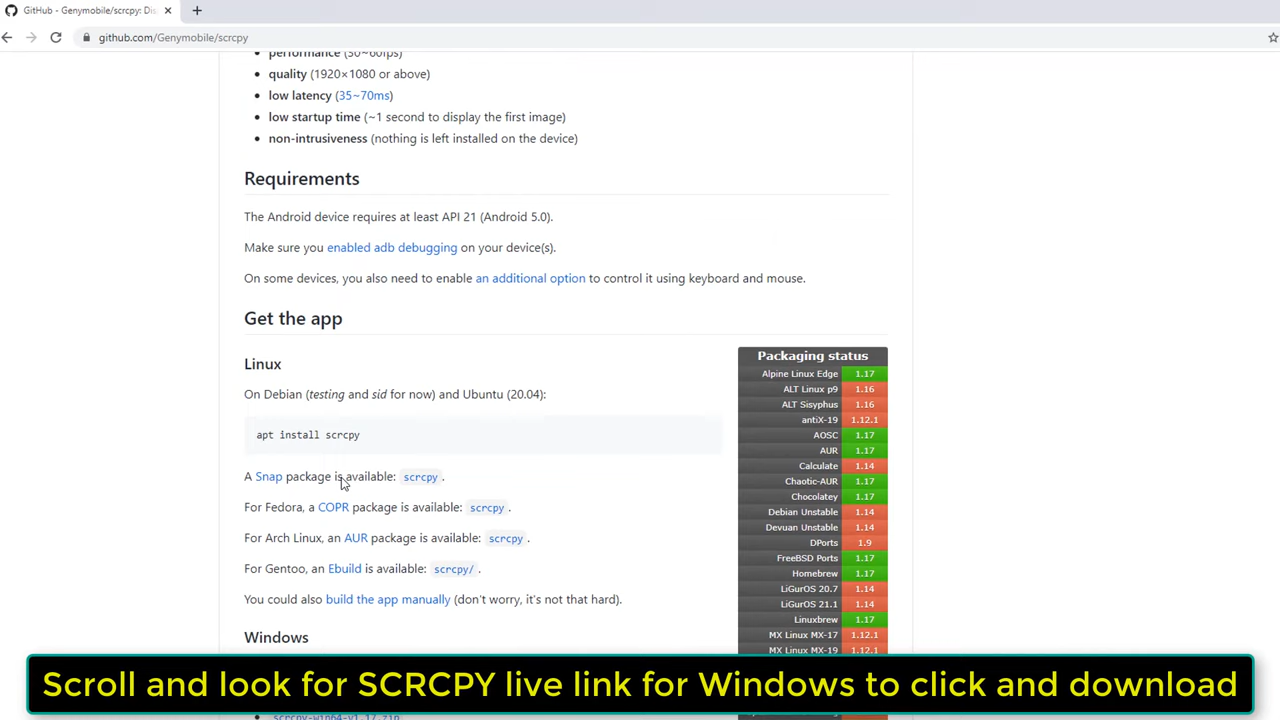 GitHub - Genymobile/scrcpy: Dis
github.com/Genymobile/scrcpy
performance (30~60fps)
quality (1920×1080 or above)
low latency (35~70ms)
low startup time (~1 second to display the first image)
non-intrusiveness (nothing is left installed on the device)
Requirements
The Android device requires at least API 21 (Android 5.0).
Make sure you enabled adb debugging on your device(s).
On some devices, you also need to enable an additional option to control it using keyboard and mouse.
Get the app
Linux
On Debian (testing and sid for now) and Ubuntu (20.04):
apt install scrcpy
A Snap package is available: scrcpy.
For Fedora, a COPR package is available: scrcpy.
For Arch Linux, an AUR package is available: scrcpy.
For Gentoo, an Ebuild is available: scrcpy/.
You could also build the app manually (don't worry, it's not that hard).
Windows
scrcpy-win64-v1.17.zip
Packaging status
Alpine Linux Edge 1.17
ALT Linux p9 1.16
ALT Sisyphus 1.16
antiX-19 1.12.1
AOSC 1.17
AUR 1.17
Calculate 1.14
Chaotic-AUR 1.17
Chocolatey 1.17
Debian Unstable 1.14
Devuan Unstable 1.14
DPorts 1.9
FreeBSD Ports 1.17
Homebrew 1.17
LiGurOS 20.7 1.14
LiGurOS 21.1 1.14
Linuxbrew 1.17
MX Linux MX-17 1.12.1
MX Linux MX-19 1.12.1
Scroll and look for SCRCPY live link for Windows to click and download